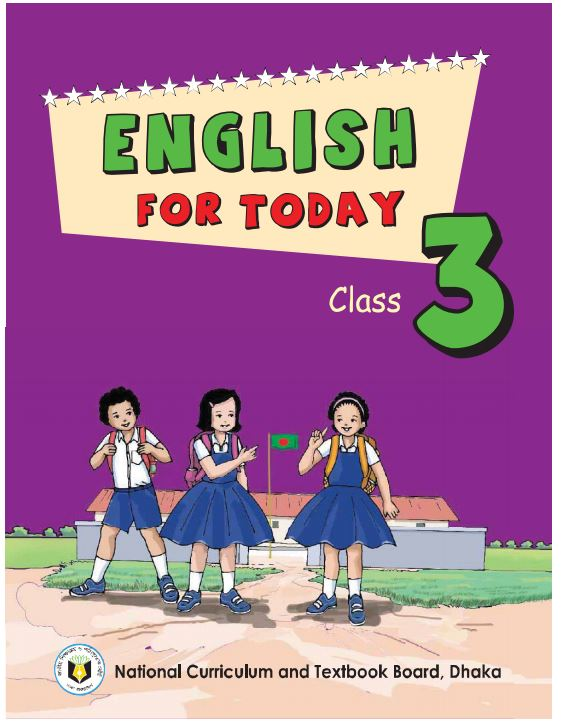 ENGLISH
FOR TODAY
Class 3
National Curriculum and Textbook Board, Dhaka